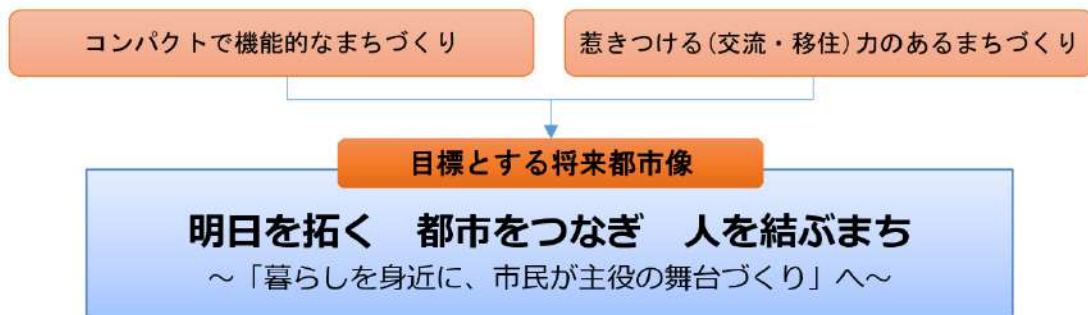 コンパクトで機能的なまちづくり
惹きつける(交流・移住)力のあるまちづくり
目標とする将来都市像
明日を拓く　都市をつなぎ　人を結ぶまち
～「暮らしを身近に、市民が主役の舞台づくり」へ～